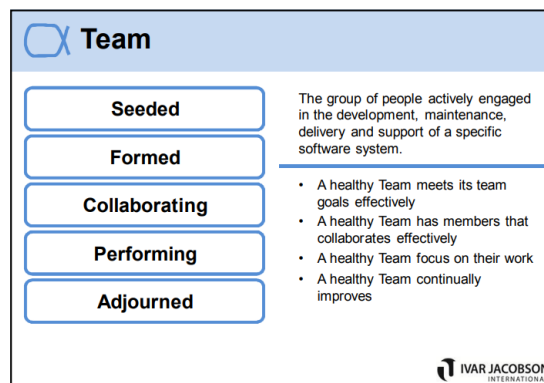 Team
Seeded
Formed
Collaborating
Performing
Adjourned
The group of people actively engaged
in the development, maintenance,
delivery and support of a specific
software system.
• A healthy Team meets its team
goals effectively
• A healthy Team has members that
collaborates effectively
• A healthy Team focus on their work
• A healthy Team continually
improves
IVAR JACOBSON
INTERNATIONA